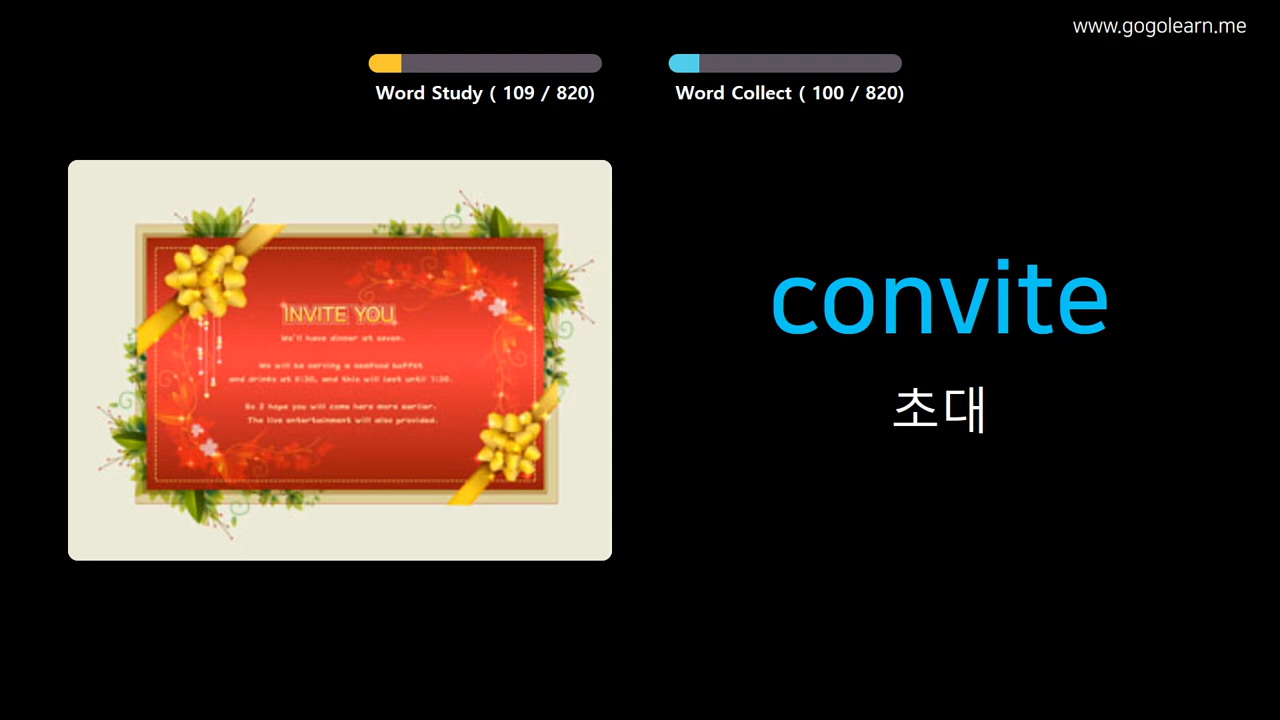 www.gogolearn.me
Word Study ( 109 / 820)
Word Collect ( 100 / 820)
INVITE YOU
We'll have dinner at seven.
We will be serving a seafood buffet
and drinks at 6:30, and this will last until 1:30.
So I hope you will come here more earlier.
The live entertainment will also provided.
convite
초대